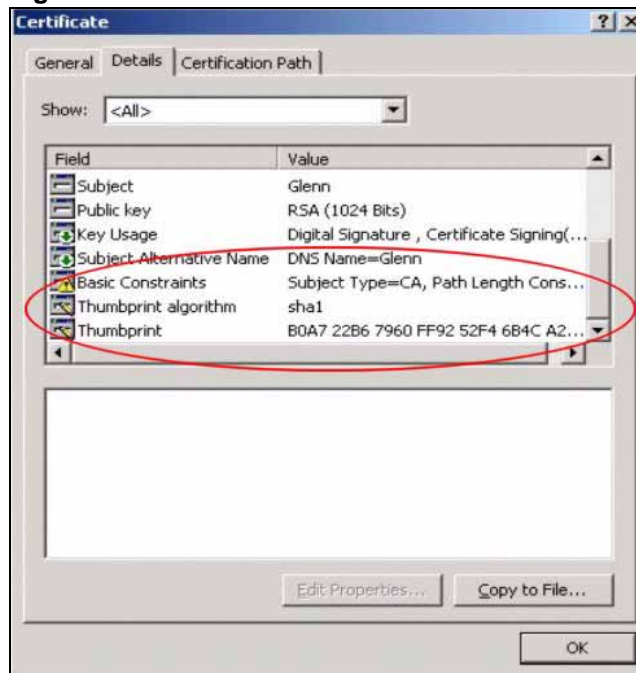 Certificate
General Details Certification Path
Show: <All>
Field Value
Subject Glenn
Public key RSA (1024 Bits)
Key Usage Digital Signature , Certificate Signing(...
Subject Alternative Name DNS Name=Glenn
Basic Constraints Subject Type=CA, Path Length Cons...
Thumbprint algorithm sha1
Thumbprint B0A7 22B6 7960 FF92 52F4 6B4C A2...
Edit Properties... Copy to File...
OK